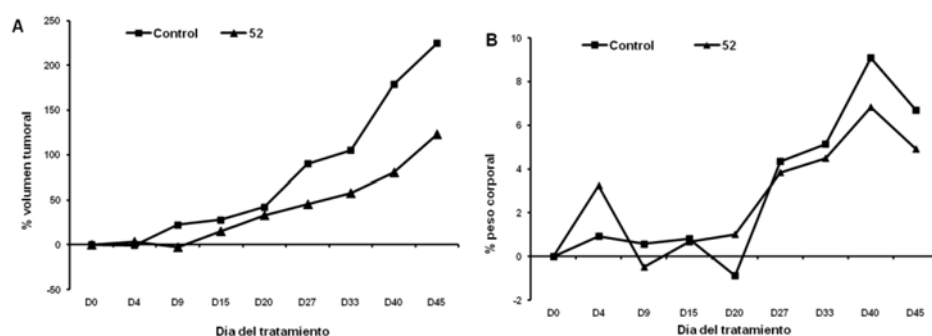 A
Control
52
% volumen tumoral
250
200
150
100
50
0
-50
D0 D4 D9 D15 D20 D27 D33 D40 D45
Día del tratamiento
B
Control
52
% peso corporal
10
8
6
4
2
0
-2
D0 D4 D9 D15 D20 D27 D33 D40 D45
Día del tratamiento